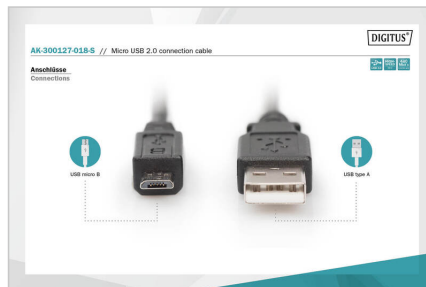 DIGITUS®
AK-300127-018-S // Micro USB 2.0 connection cable
Anschlüsse
Connections
USB micro B
USB type A